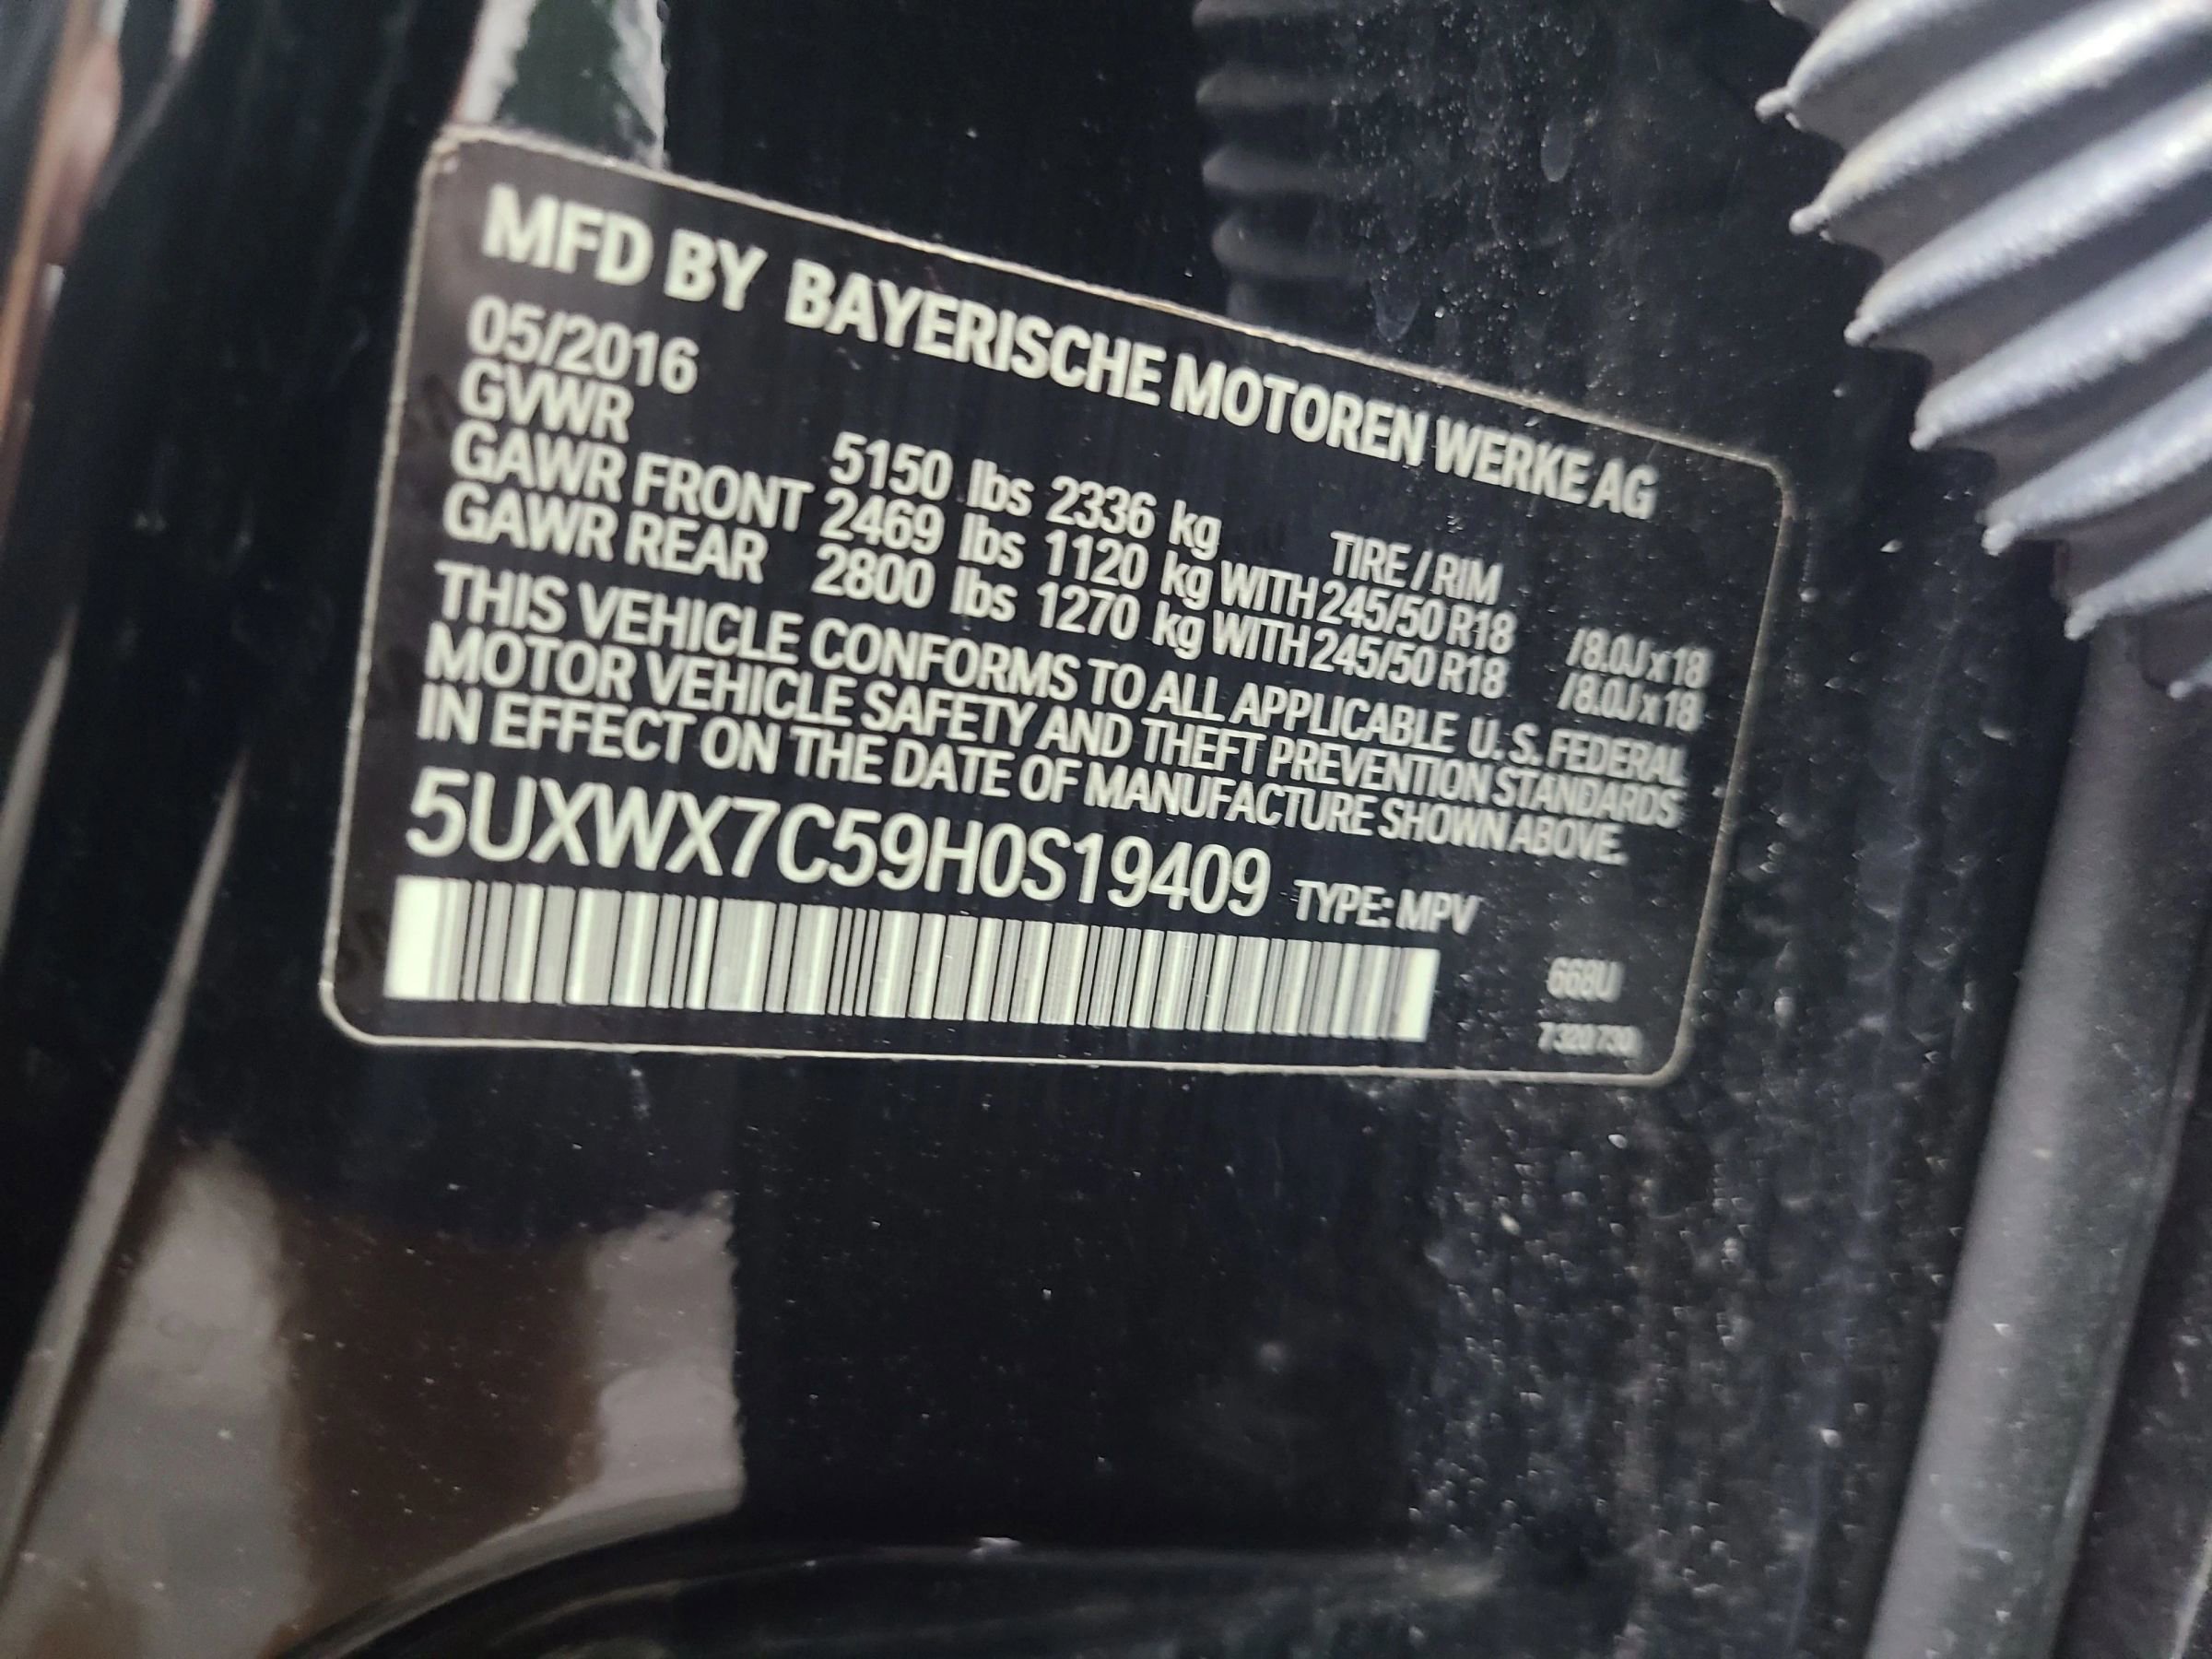 MFD BY BAYERISCHE MOTOREN WERKE AG
05/2016
GVWR 5150 lbs 2336 kg TIRE / RIM
GAWR FRONT 2469 lbs 1120 kg WITH 245/50 R18 /8.0J x 18
GAWR REAR 2800 lbs 1270 kg WITH 245/50 R18 /8.0J x 18
THIS VEHICLE CONFORMS TO ALL APPLICABLE U. S. FEDERAL
MOTOR VEHICLE SAFETY AND THEFT PREVENTION STANDARDS
IN EFFECT ON THE DATE OF MANUFACTURE SHOWN ABOVE.
5UXWX7C59H0S19409 TYPE: MPV
668U